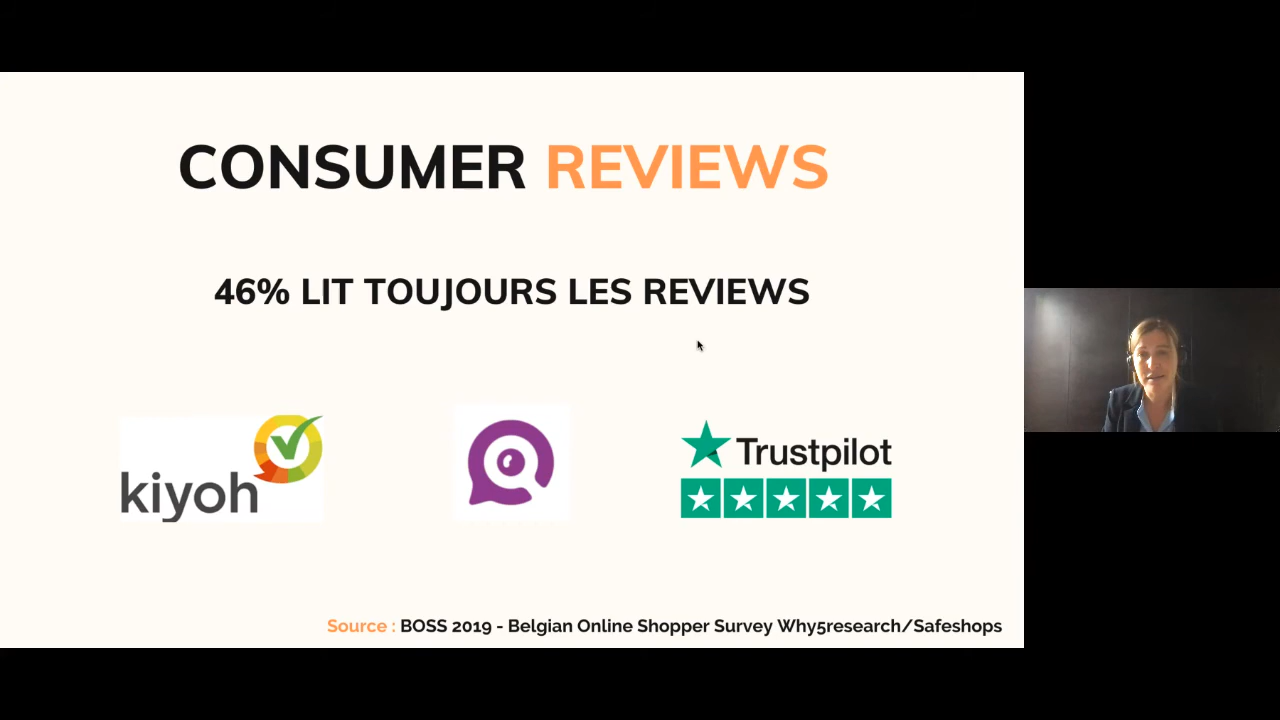 CONSUMER REVIEWS
46% LIT TOUJOURS LES REVIEWS
kiyoh
Trustpilot
Source : BOSS 2019 - Belgian Online Shopper Survey Why5research/Safeshops